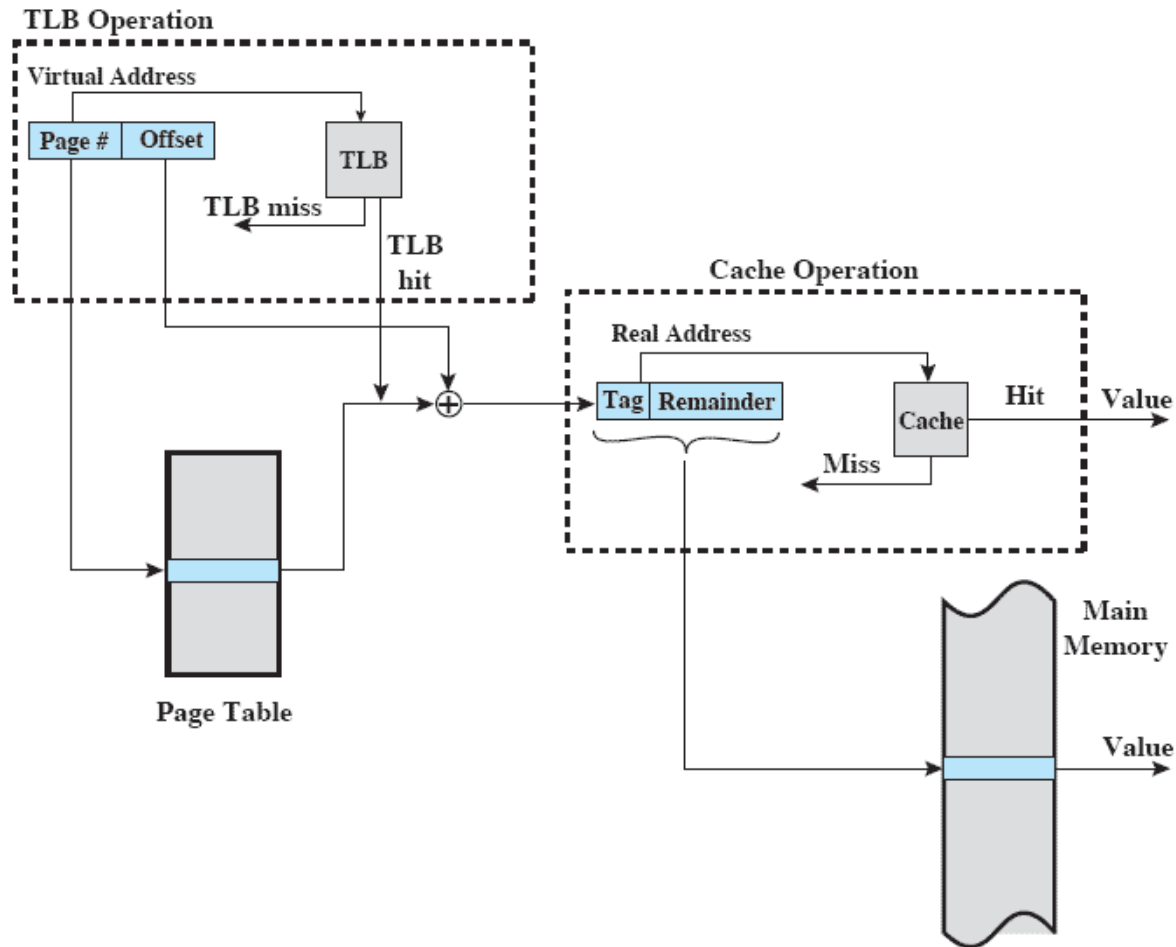 TLB Operation
Virtual Address
Page # Offset
TLB
TLB miss
TLB
hit
Cache Operation
Real Address
Tag Remainder
Cache
Hit
Value
Miss
Page Table
Main
Memory
Value